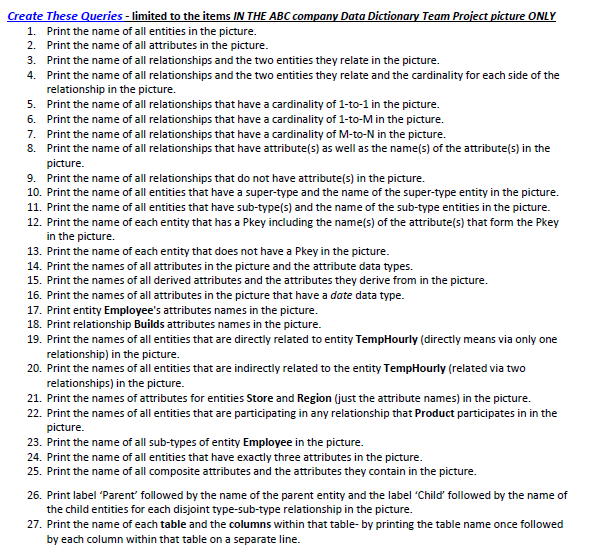 Create These Queries - limited to the items IN THE ABC company Data Dictionary Team Project picture ONLY
1. Print the name of all entities in the picture.
2. Print the name of all attributes in the picture.
3. Print the name of all relationships and the two entities they relate in the picture.
4. Print the name of all relationships and the two entities they relate and the cardinality for each side of the
relationship in the picture.
5. Print the name of all relationships that have a cardinality of 1-to-1 in the picture.
6. Print the name of all relationships that have a cardinality of 1-to-M in the picture.
7. Print the name of all relationships that have a cardinality of M-to-N in the picture.
8. Print the name of all relationships that have attribute(s) as well as the name(s) of the attribute(s) in the
picture.
9. Print the name of all relationships that do not have attribute(s) in the picture.
10. Print the name of all entities that have a super-type and the name of the super-type entity in the picture.
11. Print the name of all entities that have sub-type(s) and the name of the sub-type entities in the picture.
12. Print the name of each entity that has a Pkey including the name(s) of the attribute(s) that form the Pkey
in the picture.
13. Print the name of each entity that does not have a Pkey in the picture.
14. Print the names of all attributes in the picture and the attribute data types.
15. Print the names of all derived attributes and the attributes they derive from in the picture.
16. Print the names of all attributes in the picture that have a date data type.
17. Print entity Employee's attributes names in the picture.
18. Print relationship Builds attributes names in the picture.
19. Print the names of all entities that are directly related to entity TempHourly (directly means via only one
relationship) in the picture.
20. Print the names of all entities that are indirectly related to the entity TempHourly (related via two
relationships) in the picture.
21. Print the names of attributes for entities Store and Region (just the attribute names) in the picture.
22. Print the names of all entities that are participating in any relationship that Product participates in in the
picture.
23. Print the name of all sub-types of entity Employee in the picture.
24. Print the name of all entities that have exactly three attributes in the picture.
25. Print the name of all composite attributes and the attributes they contain in the picture.
26. Print label 'Parent' followed by the name of the parent entity and the label 'Child' followed by the name of
the child entities for each disjoint type-sub-type relationship in the picture.
27. Print the name of each table and the columns within that table- by printing the table name once followed
by each column within that table on a separate line.